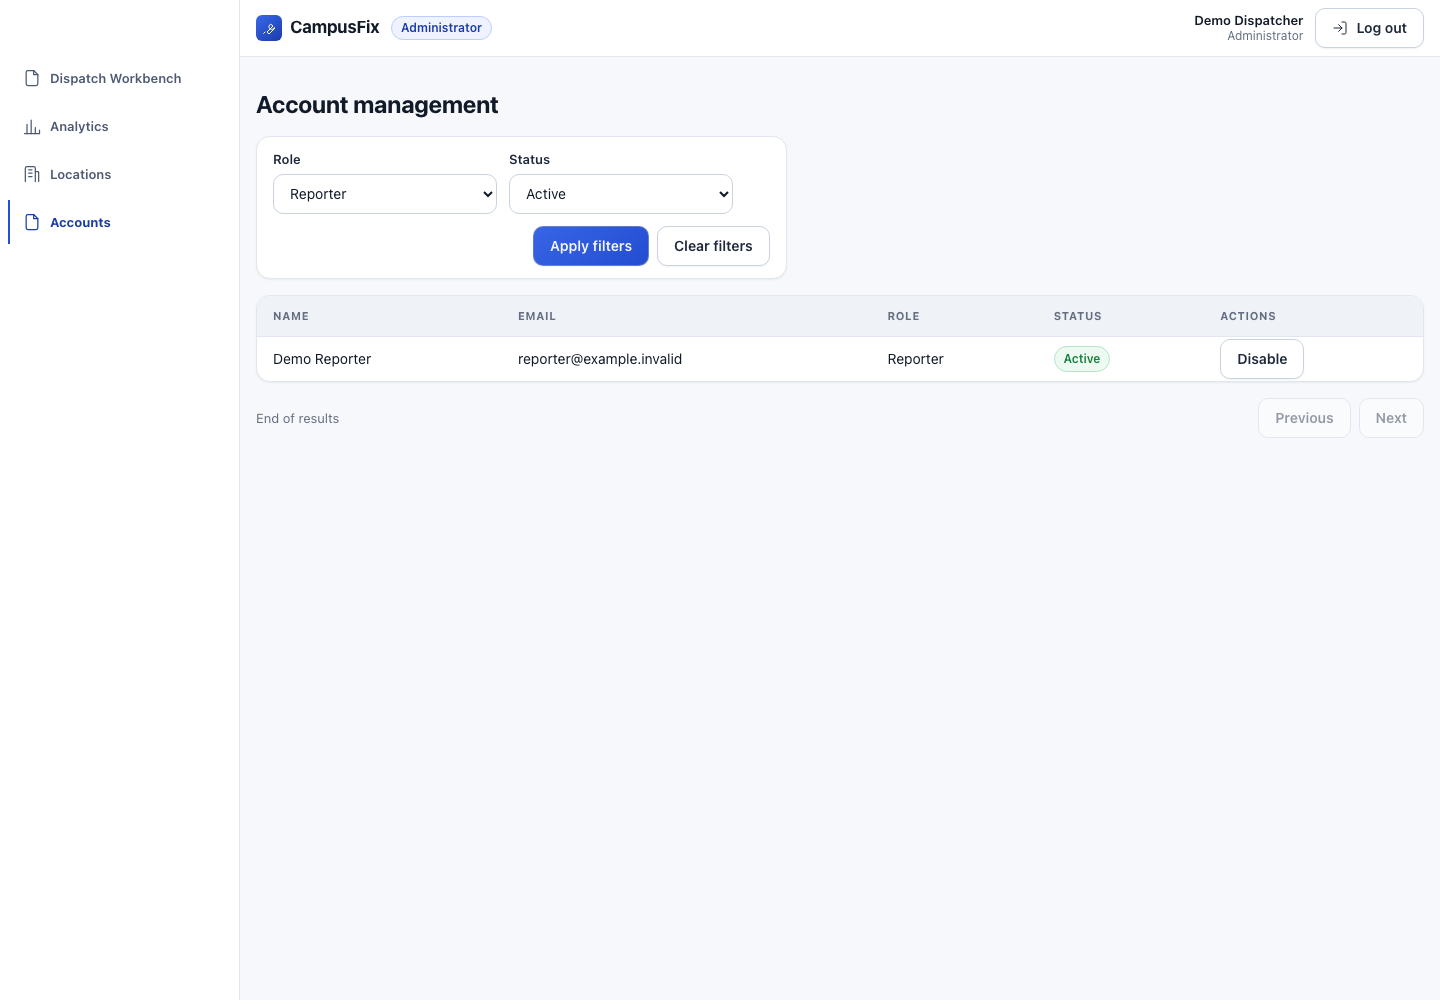 CampusFix
Administrator
Demo Dispatcher
Administrator
Log out
Dispatch Workbench
Analytics
Locations
Accounts
Account management
Role
Status
Reporter
Active
Apply filters
Clear filters
NAME EMAIL ROLE STATUS ACTIONS
Demo Reporter reporter@example.invalid Reporter Active Disable
End of results
Previous
Next